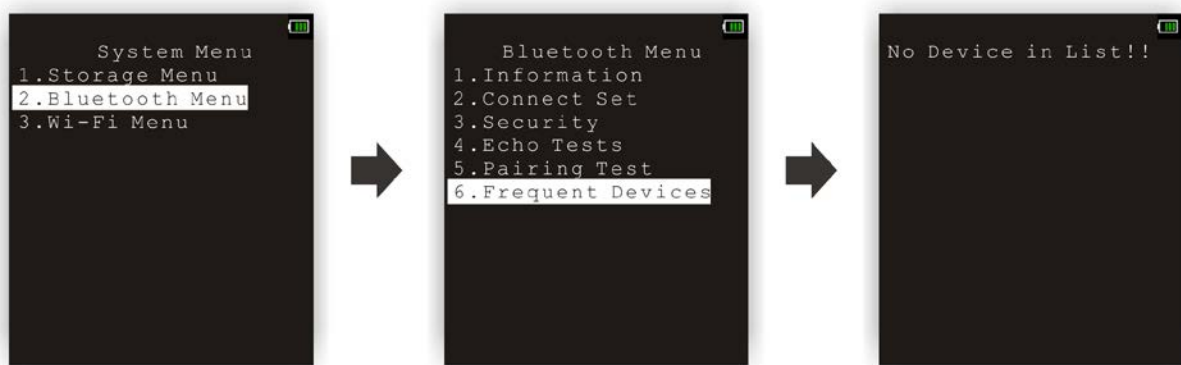 System Menu
1.Storage Menu
2.Bluetooth Menu
3.Wi-Fi Menu
Bluetooth Menu
1.Information
2.Connect Set
3.Security
4.Echo Tests
5.Pairing Test
6.Frequent Devices
No Device in List!!